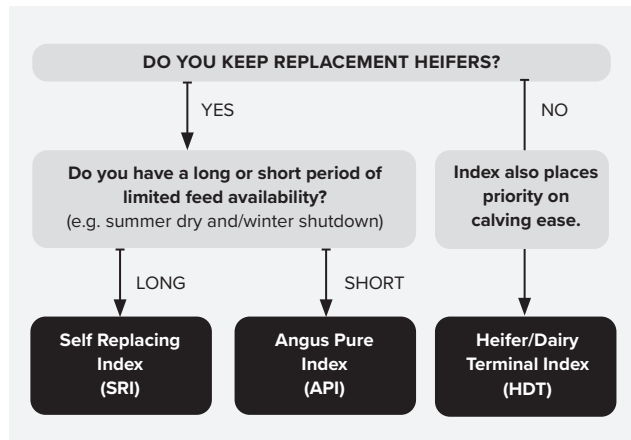 DO YOU KEEP REPLACEMENT HEIFERS?
YES
NO
Do you have a long or short period of
limited feed availability?
(e.g. summer dry and/winter shutdown)
Index also places
priority on
calving ease.
LONG
SHORT
Self Replacing
Index
(SRI)
Angus Pure
Index
(API)
Heifer/Dairy
Terminal Index
(HDT)